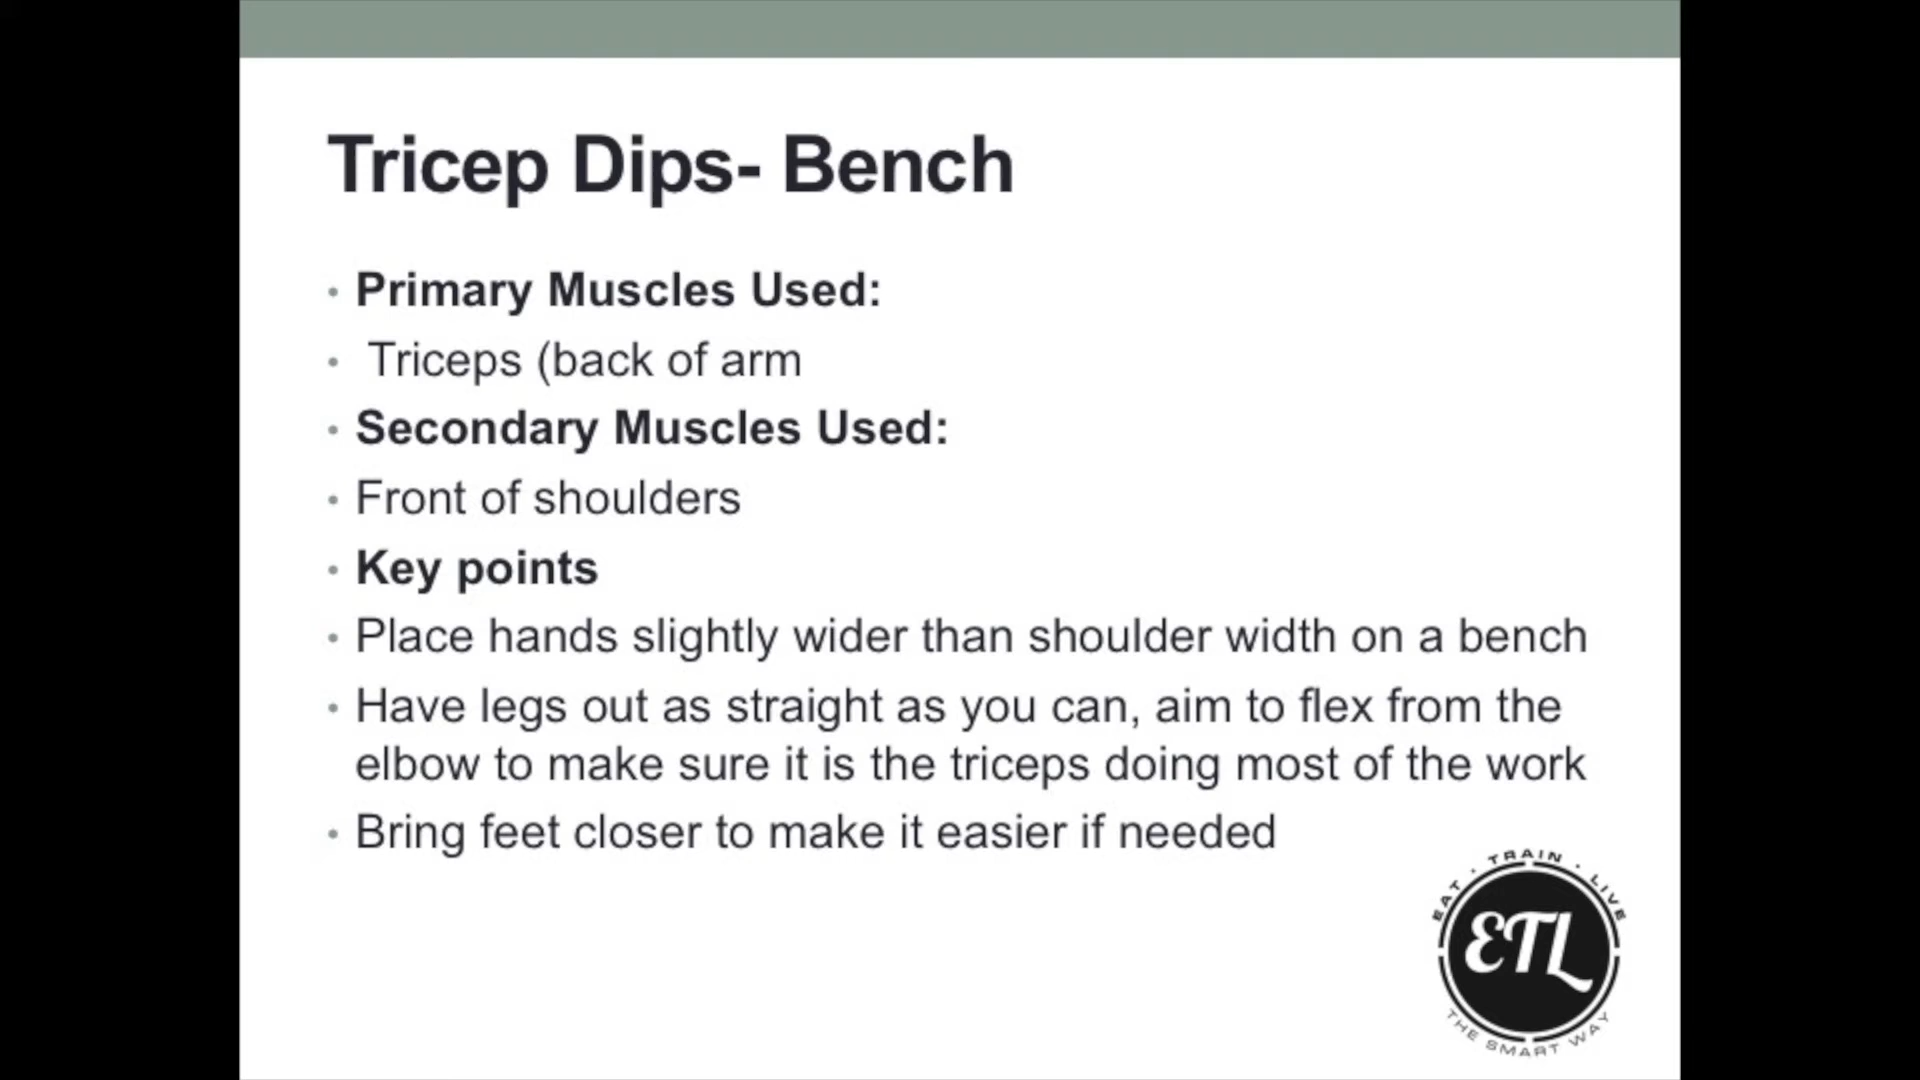 Tricep Dips- Bench
• Primary Muscles Used:
• Triceps (back of arm
• Secondary Muscles Used:
• Front of shoulders
• Key points
• Place hands slightly wider than shoulder width on a bench
• Have legs out as straight as you can, aim to flex from the
elbow to make sure it is the triceps doing most of the work
• Bring feet closer to make it easier if needed
EAT · TRAIN · LIVE
ETL
THE SMART WAY